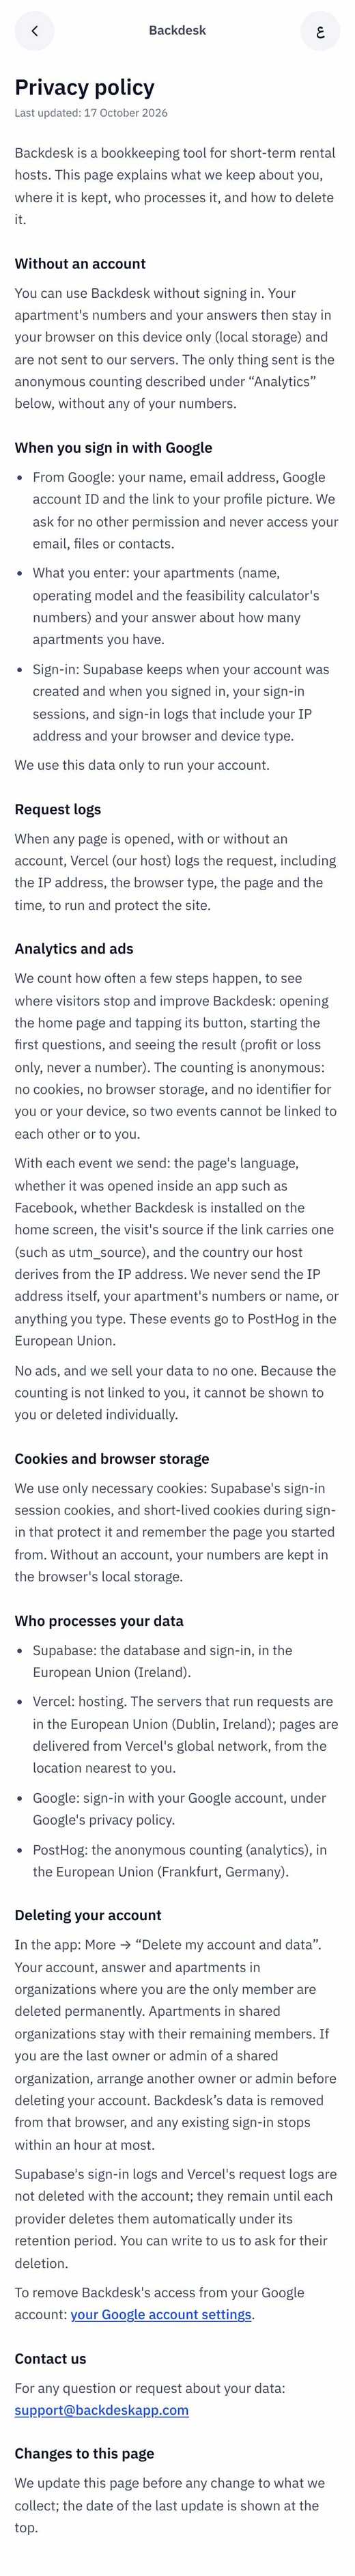 Backdesk
ع
Privacy policy
Last updated: 17 October 2026
Backdesk is a bookkeeping tool for short-term rental
hosts. This page explains what we keep about you,
where it is kept, who processes it, and how to delete
it.
Without an account
You can use Backdesk without signing in. Your
apartment's numbers and your answers then stay in
your browser on this device only (local storage) and
are not sent to our servers. The only thing sent is the
anonymous counting described under “Analytics”
below, without any of your numbers.
When you sign in with Google
• From Google: your name, email address, Google
account ID and the link to your profile picture. We
ask for no other permission and never access your
email, files or contacts.
• What you enter: your apartments (name,
operating model and the feasibility calculator's
numbers) and your answer about how many
apartments you have.
• Sign-in: Supabase keeps when your account was
created and when you signed in, your sign-in
sessions, and sign-in logs that include your IP
address and your browser and device type.
We use this data only to run your account.
Request logs
When any page is opened, with or without an
account, Vercel (our host) logs the request, including
the IP address, the browser type, the page and the
time, to run and protect the site.
Analytics and ads
We count how often a few steps happen, to see
where visitors stop and improve Backdesk: opening
the home page and tapping its button, starting the
first questions, and seeing the result (profit or loss
only, never a number). The counting is anonymous:
no cookies, no browser storage, and no identifier for
you or your device, so two events cannot be linked to
each other or to you.
With each event we send: the page's language,
whether it was opened inside an app such as
Facebook, whether Backdesk is installed on the
home screen, the visit's source if the link carries one
(such as utm_source), and the country our host
derives from the IP address. We never send the IP
address itself, your apartment's numbers or name, or
anything you type. These events go to PostHog in the
European Union.
No ads, and we sell your data to no one. Because the
counting is not linked to you, it cannot be shown to
you or deleted individually.
Cookies and browser storage
We use only necessary cookies: Supabase's sign-in
session cookies, and short-lived cookies during sign-
in that protect it and remember the page you started
from. Without an account, your numbers are kept in
the browser's local storage.
Who processes your data
• Supabase: the database and sign-in, in the
European Union (Ireland).
• Vercel: hosting. The servers that run requests are
in the European Union (Dublin, Ireland); pages are
delivered from Vercel's global network, from the
location nearest to you.
• Google: sign-in with your Google account, under
Google's privacy policy.
• PostHog: the anonymous counting (analytics), in
the European Union (Frankfurt, Germany).
Deleting your account
In the app: More → “Delete my account and data”.
Your account, answer and apartments in
organizations where you are the only member are
deleted permanently. Apartments in shared
organizations stay with their remaining members. If
you are the last owner or admin of a shared
organization, arrange another owner or admin before
deleting your account. Backdesk’s data is removed
from that browser, and any existing sign-in stops
within an hour at most.
Supabase's sign-in logs and Vercel's request logs are
not deleted with the account; they remain until each
provider deletes them automatically under its
retention period. You can write to us to ask for their
deletion.
To remove Backdesk's access from your Google
account: your Google account settings.
Contact us
For any question or request about your data:
support@backdeskapp.com
Changes to this page
We update this page before any change to what we
collect; the date of the last update is shown at the
top.